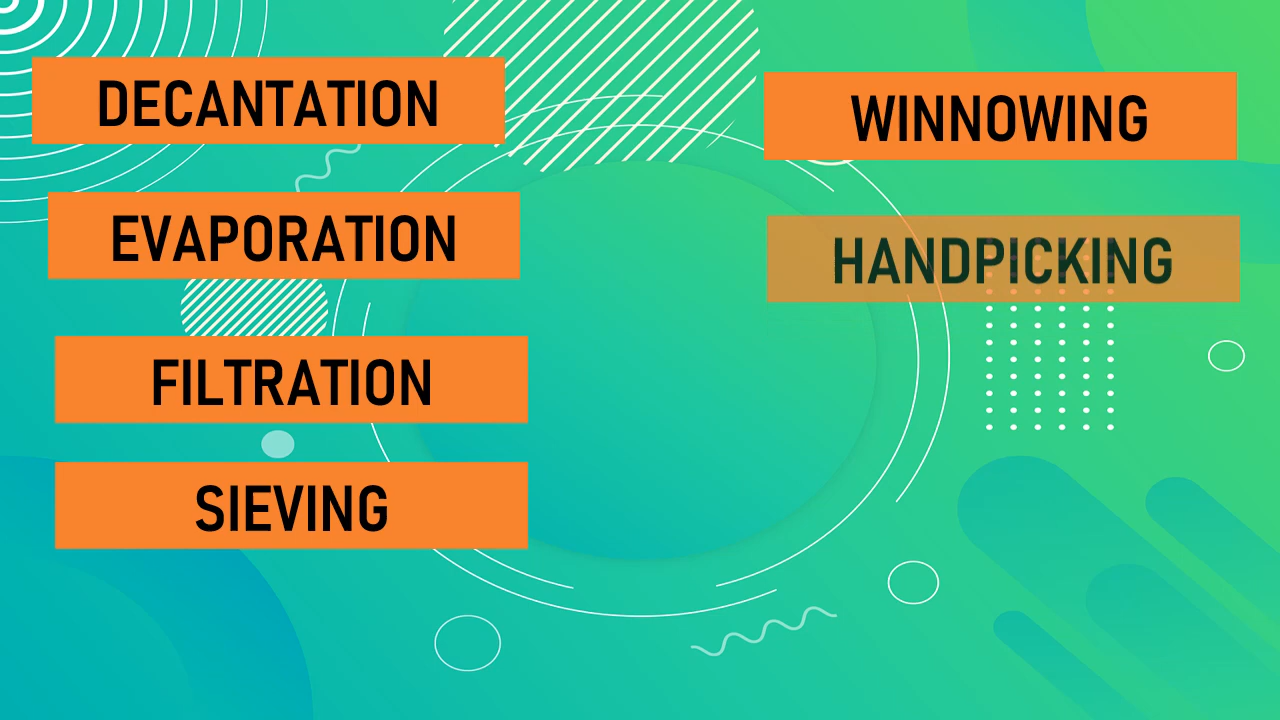 DECANTATION
EVAPORATION
FILTRATION
SIEVING
WINNOWING
HANDPICKING